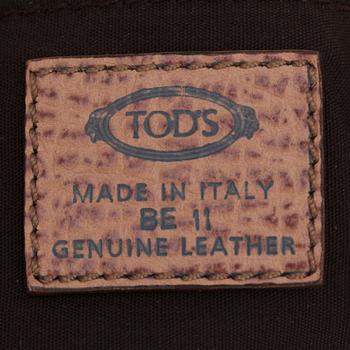 TOD'S
MADE IN ITALY
BE 11
GENUINE LEATHER